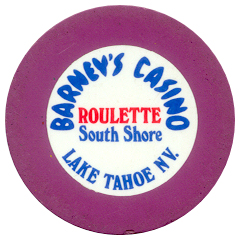 BARNEY'S CASINO
ROULETTE
South Shore
LAKE TAHOE NV.